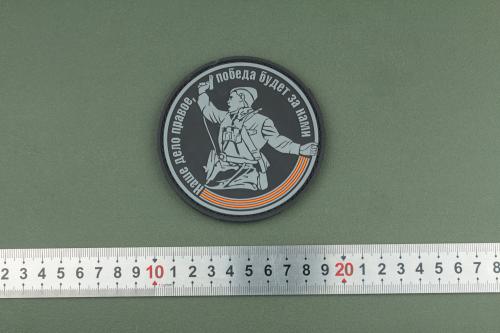 Наше дело правое, победа будет за нами
2 3 4 5 6 7 8 9 10 1 2 3 4 5 6 7 8 9 20 1 2 3 4 5 6 7 8